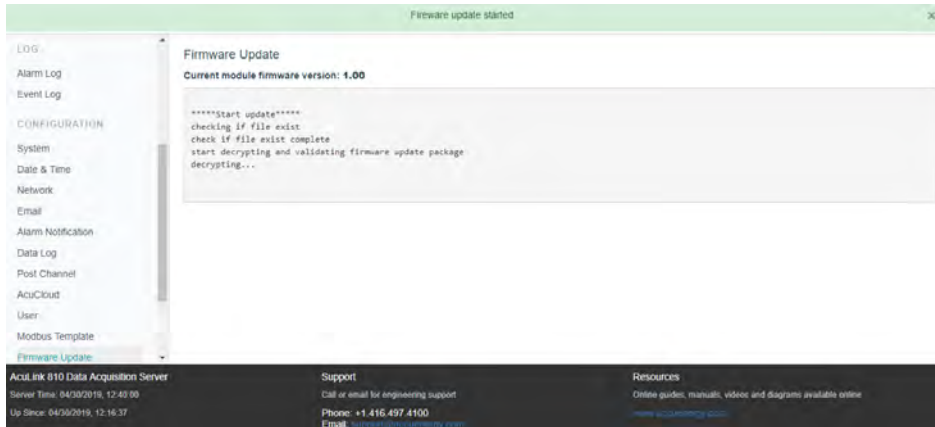 Fireware update started
×
LOG
Alarm Log
Event Log
CONFIGURATION
System
Date & Time
Network
Email
Alarm Notification
Data Log
Post Channel
AcuCloud
User
Modbus Template
Firmware Update
Firmware Update
Current module firmware version: 1.00
*****Start update*****
checking if file exist
check if file exist complete
start decrypting and validating firmware update package
decrypting...
AcuLink 810 Data Acquisition Server
Server Time: 04/30/2019, 12:40:00
Up Since: 04/30/2019, 12:16:37
Support
Call or email for engineering support
Phone: +1.416.497.4100
Email:
Resources
Online guides, manuals, videos and diagrams available online